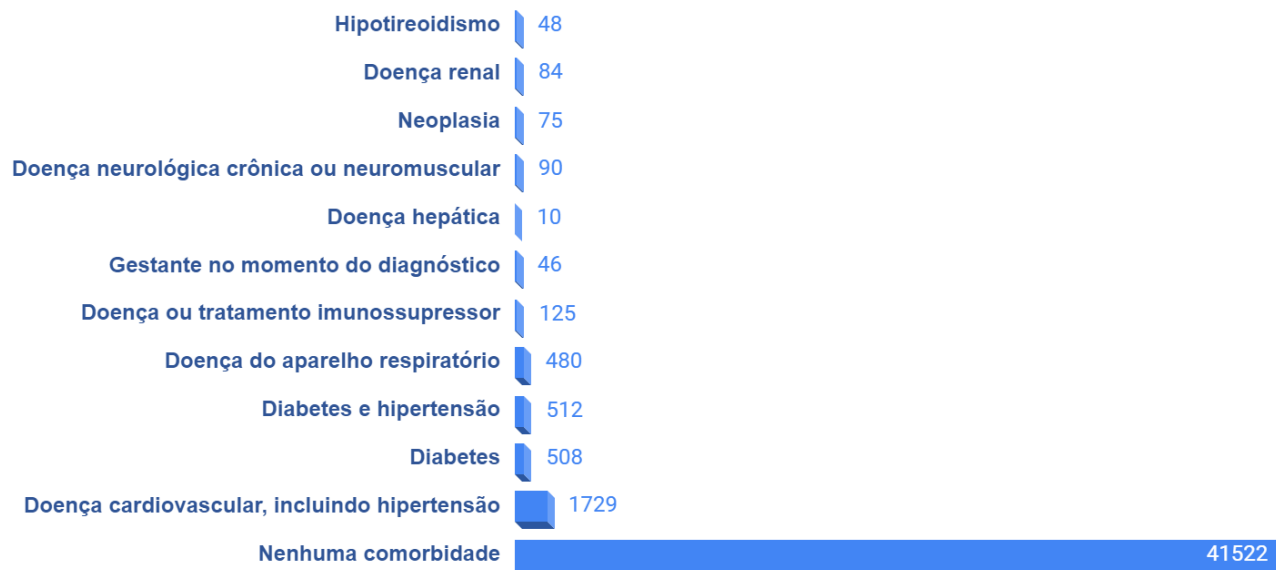 Hipotireoidismo 48
Doença renal 84
Neoplasia 75
Doença neurológica crônica ou neuromuscular 90
Doença hepática 10
Gestante no momento do diagnóstico 46
Doença ou tratamento imunossupressor 125
Doença do aparelho respiratório 480
Diabetes e hipertensão 512
Diabetes 508
Doença cardiovascular, incluindo hipertensão 1729
Nenhuma comorbidade 41522